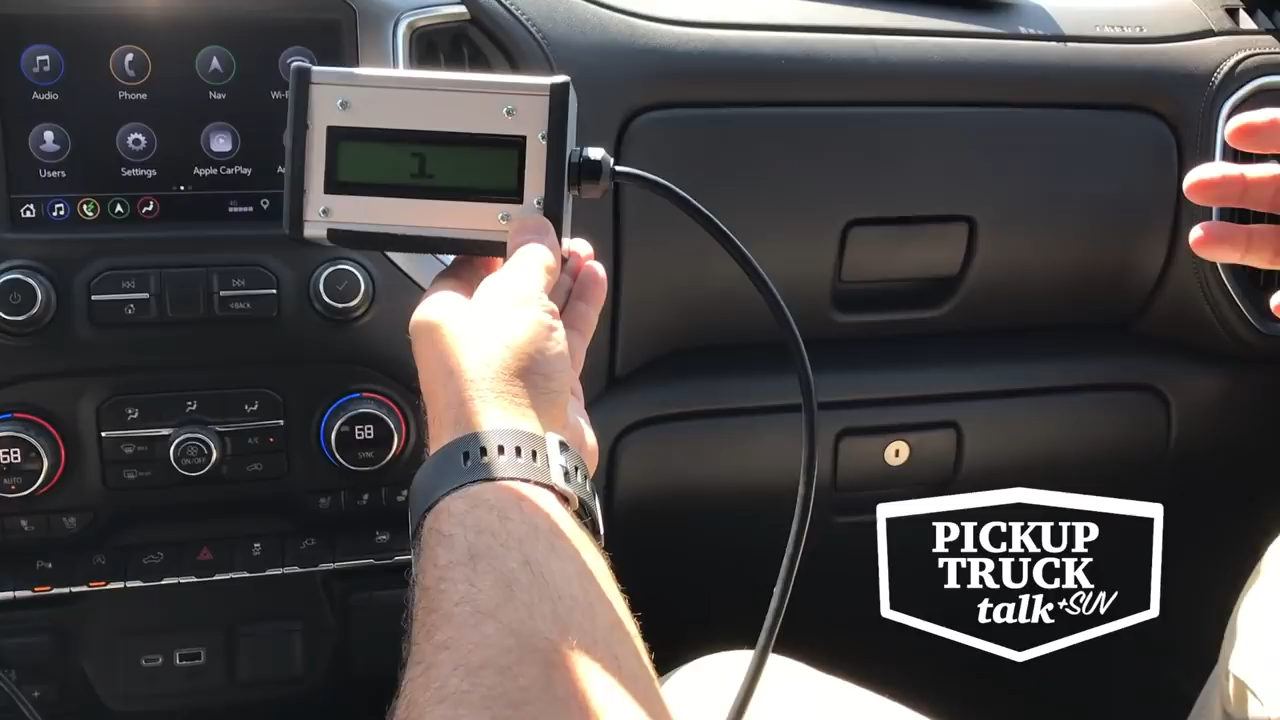 Audio
Phone
Nav
Users
Settings
Apple CarPlay
1
BACK
68
AUTO
ON/OFF
A/C
68
SYNC
PICKUP
TRUCK
talk +SUV